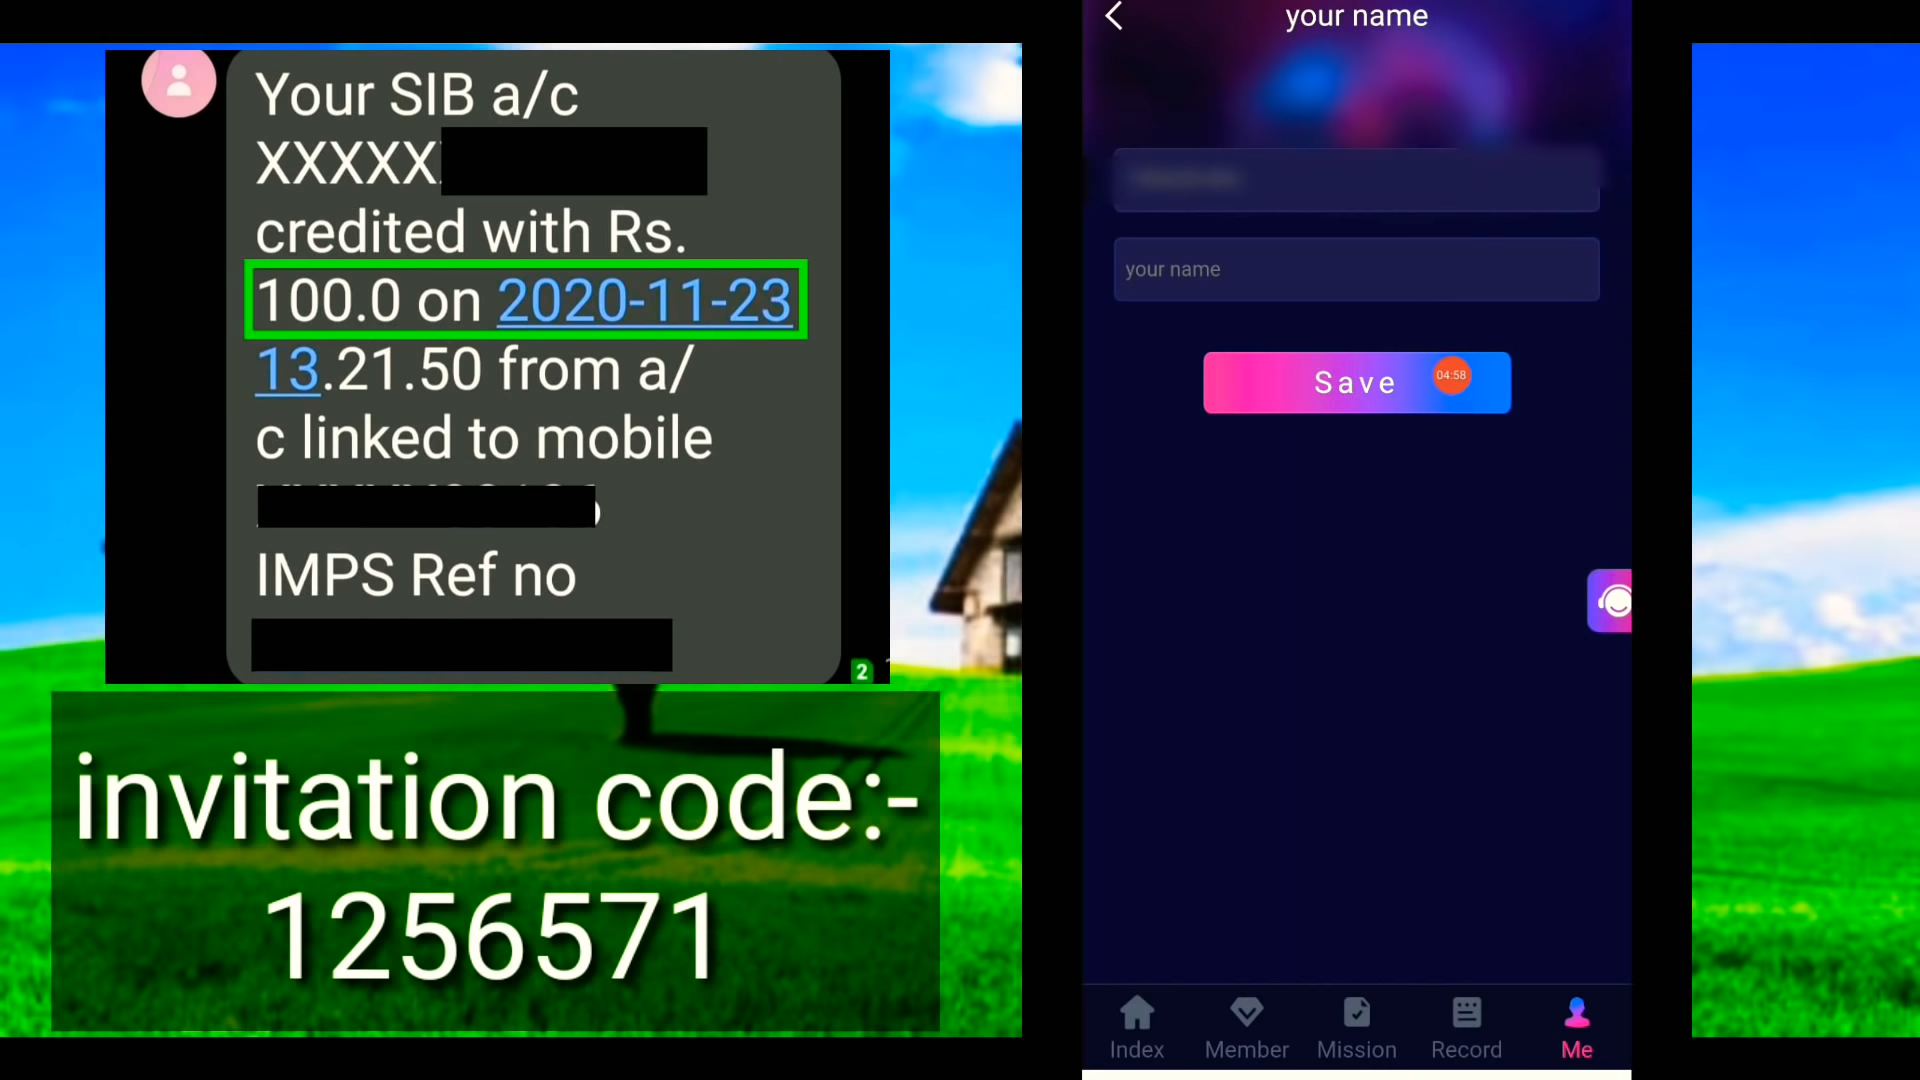 Your SIB a/c
XXXXX
credited with Rs.
100.0 on 2020-11-23
13.21.50 from a/
c linked to mobile
IMPS Ref no
2
invitation code:-
1256571
your name
your name
Save
04:58
Index
Member
Mission
Record
Me